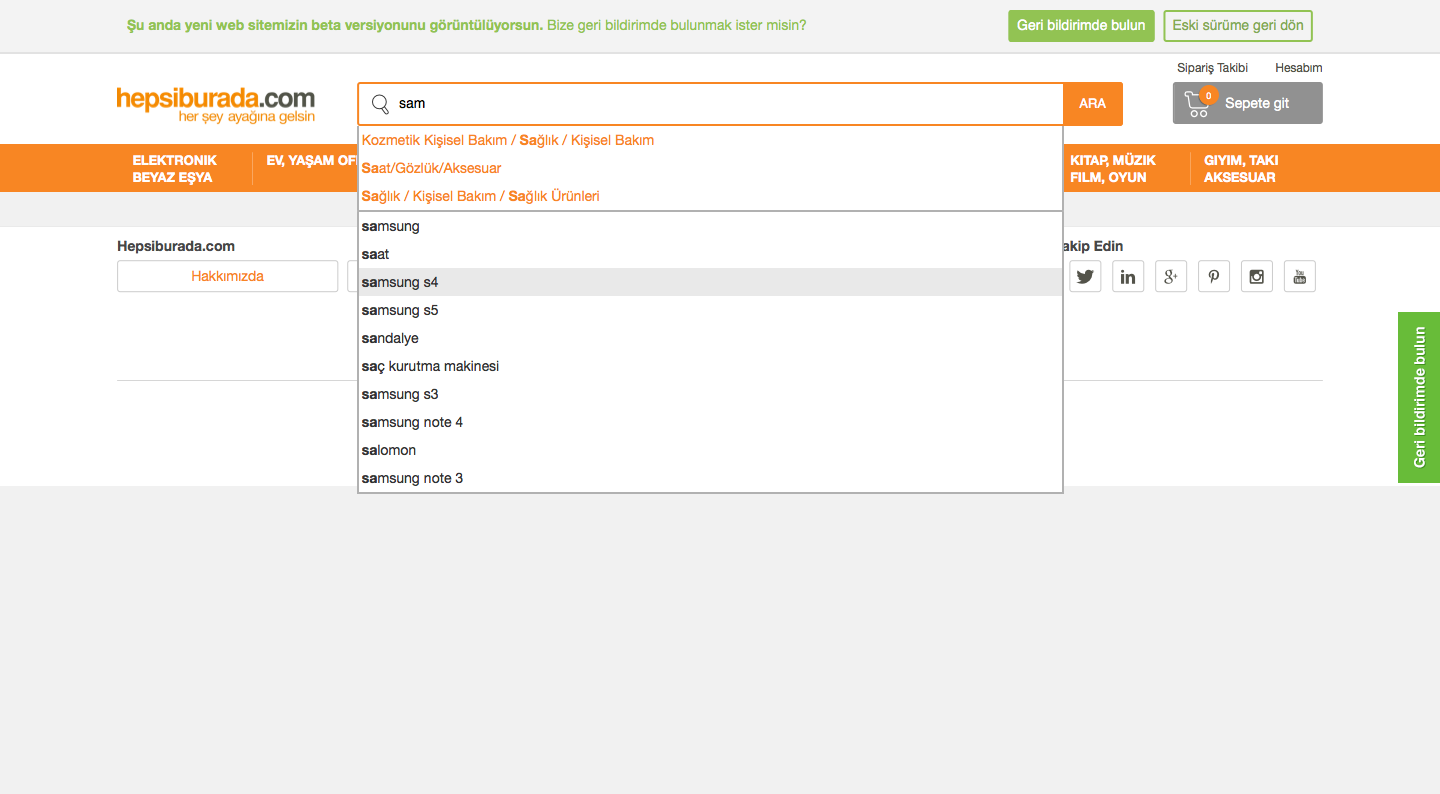 Şu anda yeni web sitemizin beta versiyonunu görüntülüyorsun. Bize geri bildirimde bulunmak ister misin?
Geri bildirimde bulun
Eski sürüme geri dön
Sipariş Takibi
Hesabım
hepsiburada.com
her şey ayağına gelsin
sam
ARA
0
Sepete git
Kozmetik Kişisel Bakım / Sağlık / Kişisel Bakım
Saat/Gözlük/Aksesuar
Sağlık / Kişisel Bakım / Sağlık Ürünleri
ELEKTRONIK
BEYAZ EŞYA
EV, YAŞAM OF
KITAP, MÜZIK
FILM, OYUN
GIYIM, TAKI
AKSESUAR
samsung
saat
samsung s4
samsung s5
sandalye
saç kurutma makinesi
samsung s3
samsung note 4
salomon
samsung note 3
Hepsiburada.com
Hakkımızda
akip Edin
in
g+
You
Tube
Geri bildirimde bulun